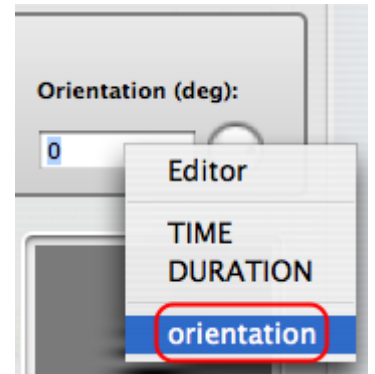 Orientation (deg):
0
Editor
TIME
DURATION
orientation